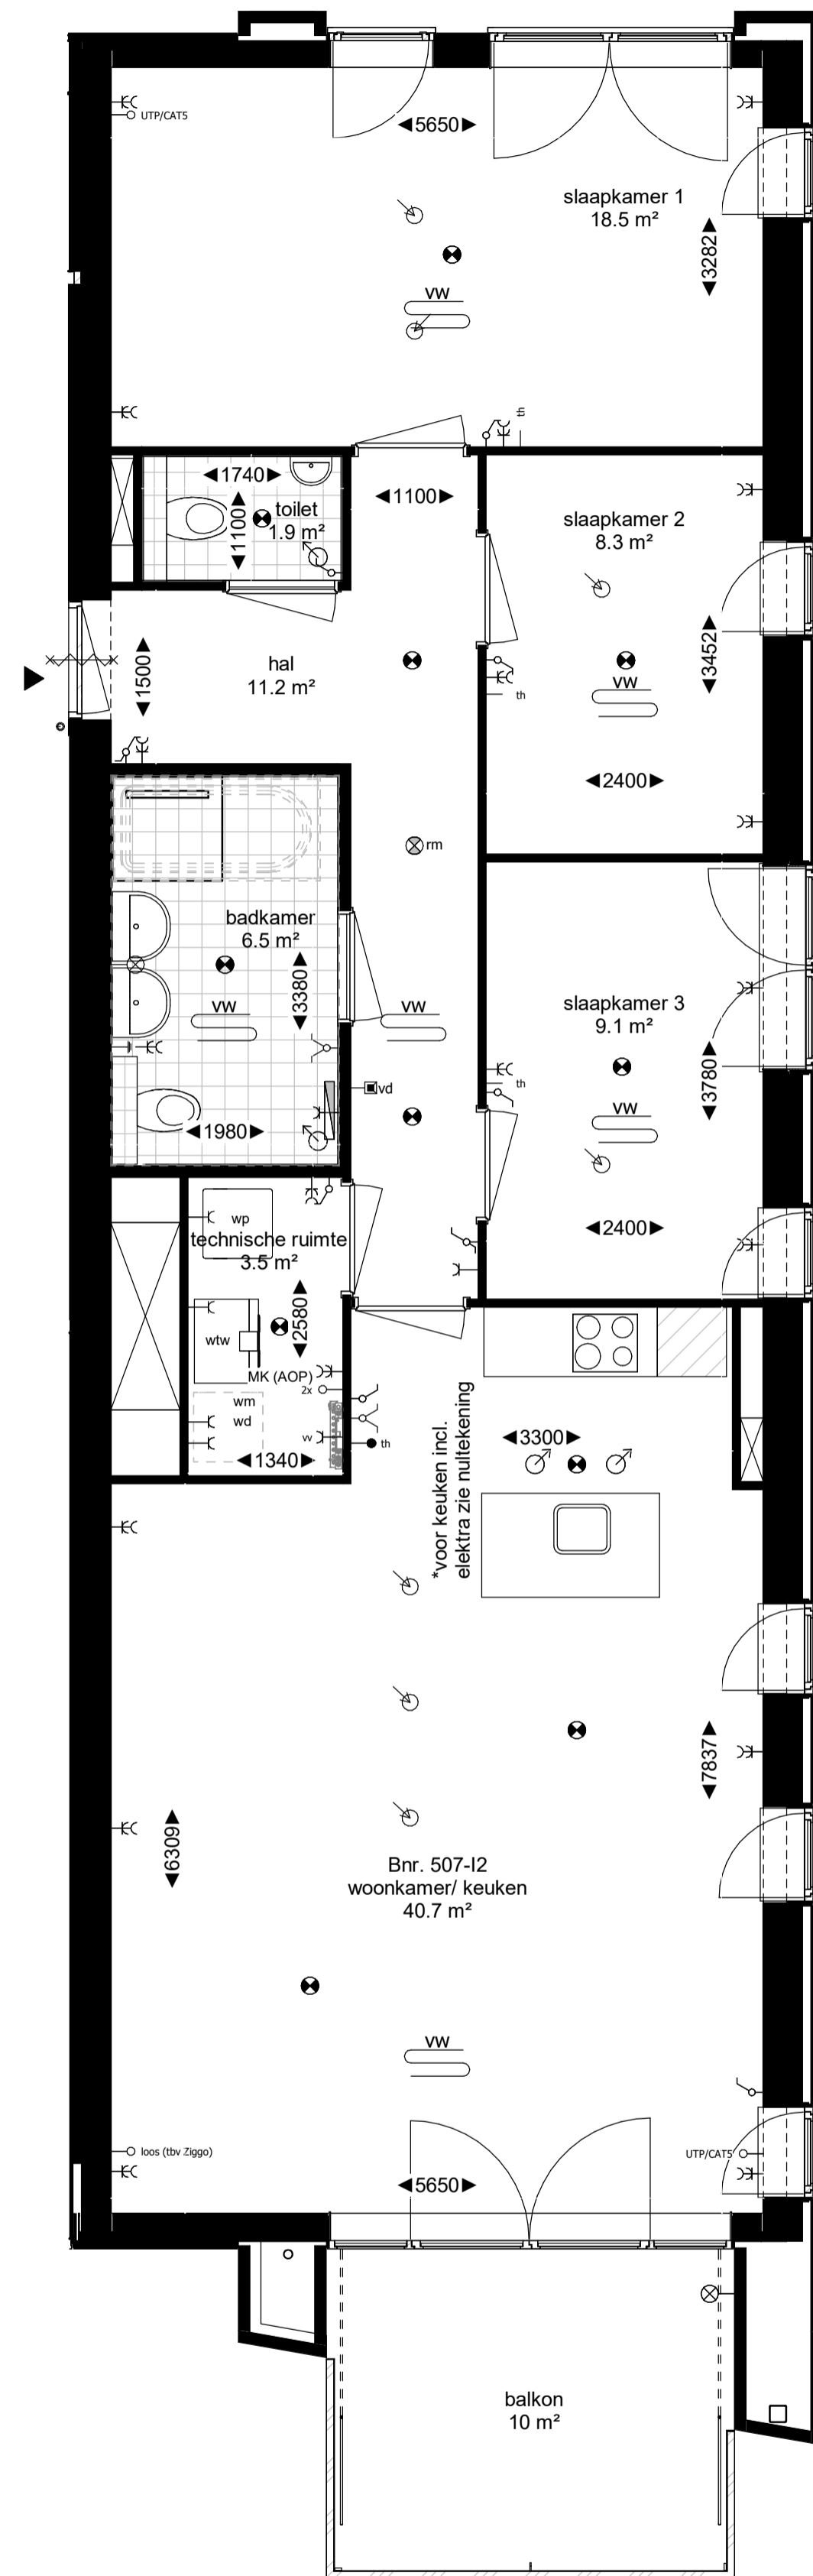 UTP/CAT5
5650
slaapkamer 1
18.5 m²
3282
vw
th
1740
1100
toilet
1.9 m²
1100
slaapkamer 2
8.3 m²
3452
hal
11.2 m²
1500
th
vw
2400
rm
badkamer
6.5 m²
3380
vw
vw
slaapkamer 3
9.1 m²
3780
th
vd
vw
1980
2400
wp
technische ruimte
3.5 m²
2580
wtw
MK (AOP)
2x
wm
wd
vv
th
1340
3300
*voor keuken incl.
elektra zie nultekening
7837
6309
Bnr. 507-I2
woonkamer/ keuken
40.7 m²
vw
loos (tbv Ziggo)
UTP/CAT5
5650
balkon
10 m²